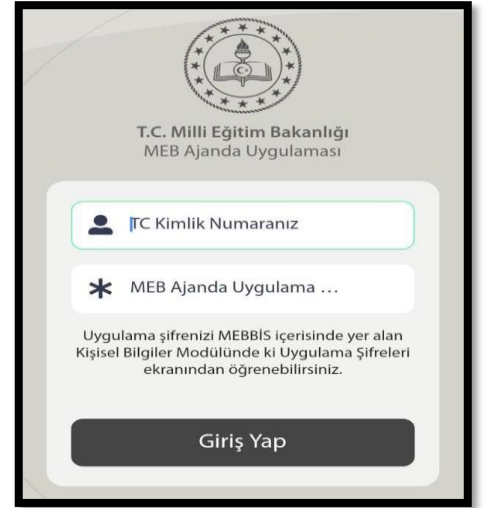 T.C. Milli Eğitim Bakanlığı
MEB Ajanda Uygulaması
TC Kimlik Numaranız
MEB Ajanda Uygulama ...
Uygulama şifrenizi MEBBİS içerisinde yer alan
Kişisel Bilgiler Modülünde ki Uygulama Şifreleri
ekranından öğrenebilirsiniz.
Giriş Yap